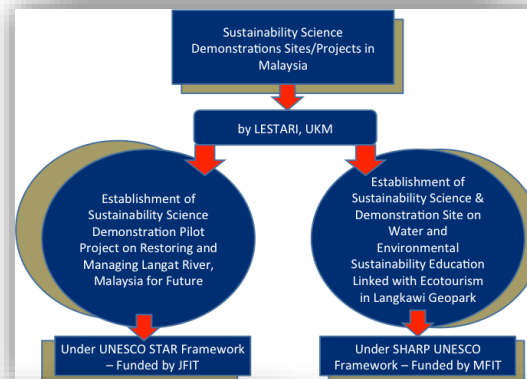 Sustainability Science
Demonstrations Sites/Projects in
Malaysia
by LESTARI, UKM
Establishment of
Sustainability Science
Demonstration Pilot
Project on Restoring and
Managing Langat River,
Malaysia for Future
Establishment of
Sustainability Science &
Demonstration Site on
Water and
Environmental
Sustainability Education
Linked with Ecotourism
in Langkawi Geopark
Under UNESCO STAR Framework
– Funded by JFIT
Under SHARP UNESCO
Framework – Funded by MFIT